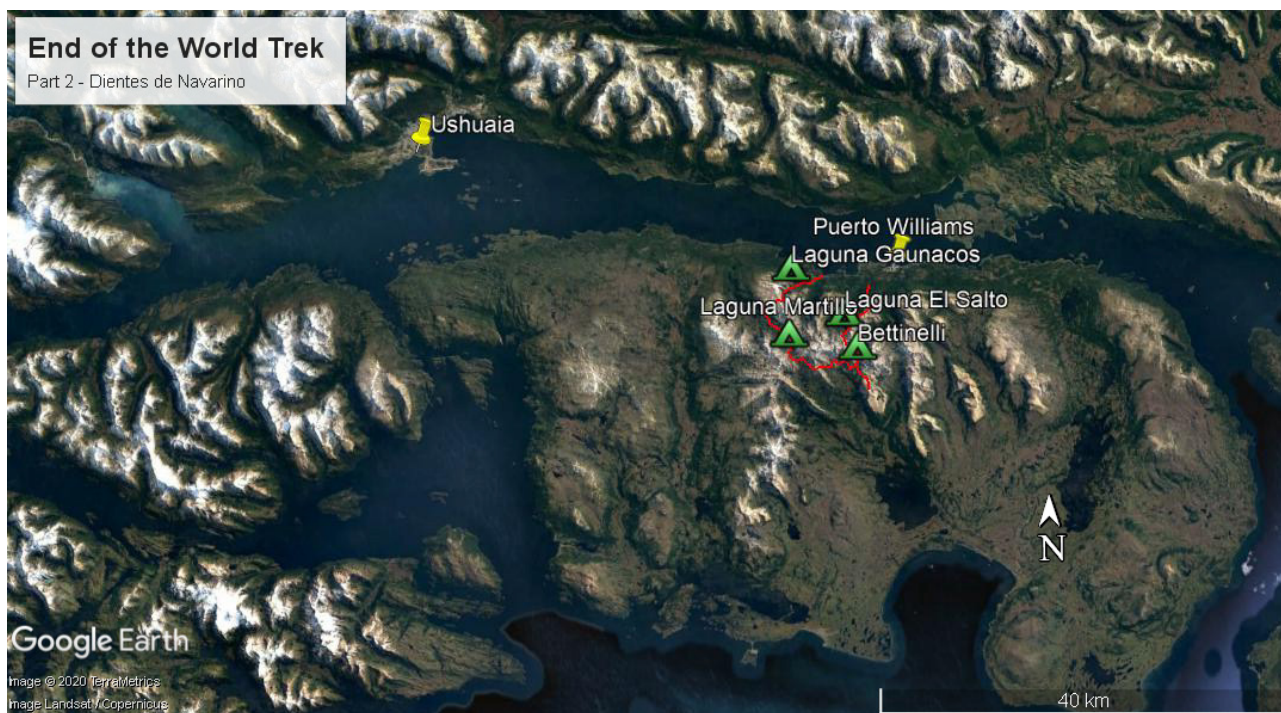 End of the World Trek
Part 2 - Dientes de Navarino
Ushuaia
Puerto Williams
Laguna Gaunacos
Laguna Martillo
Laguna El Salto
Bettinelli
N
Google Earth
Image © 2020 TerraMetrics
Image Landsat / Copernicus
40 km